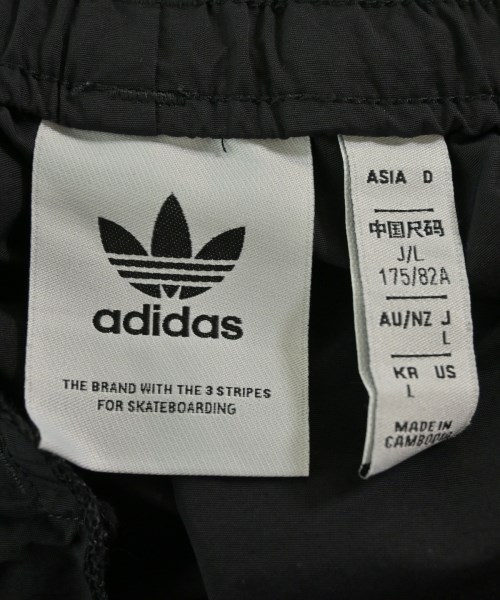 adidas
THE BRAND WITH THE 3 STRIPES
FOR SKATEBOARDING
ASIA D
中国尺码
J/L
175/82A
AU/NZ J
L
KR US
L
MADE IN
CAMBODIA